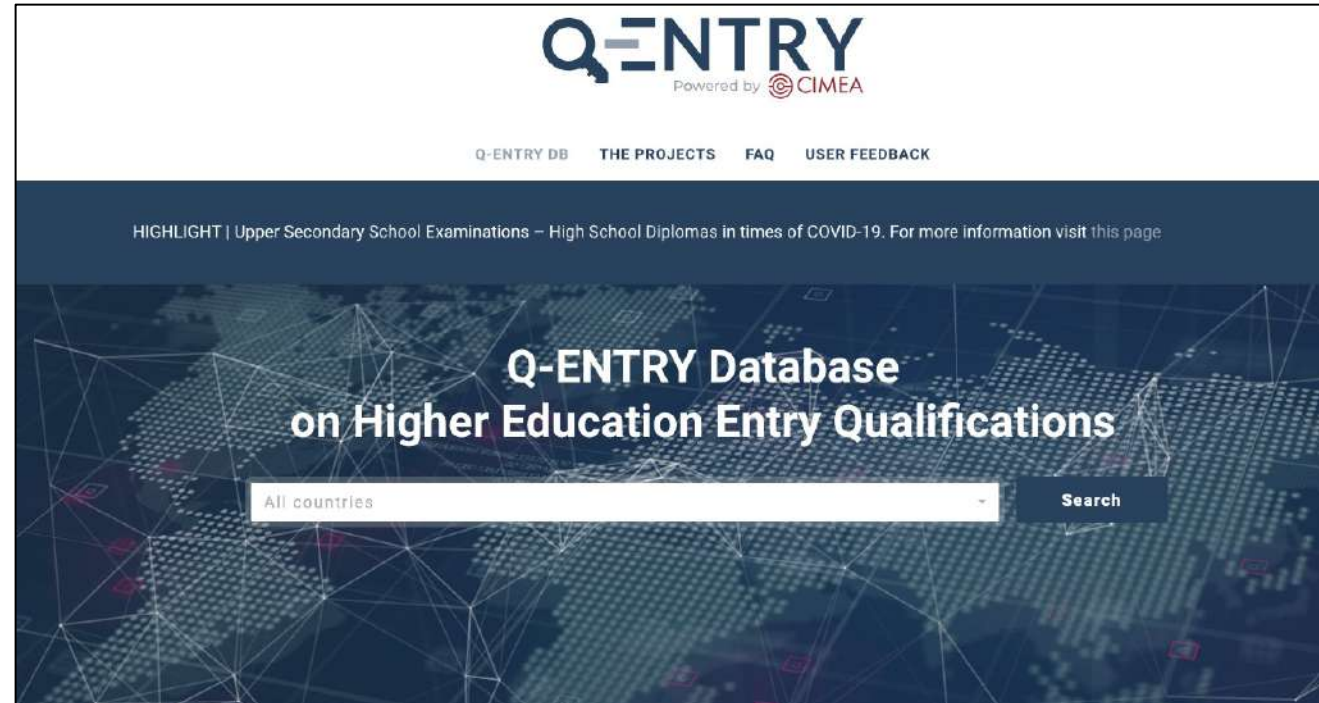 Q-ENTRY
Powered by CIMEA
Q-ENTRY DB THE PROJECTS FAQ USER FEEDBACK
HIGHLIGHT | Upper Secondary School Examinations – High School Diplomas in times of COVID-19. For more information visit this page
Q-ENTRY Database
on Higher Education Entry Qualifications
All countries
Search